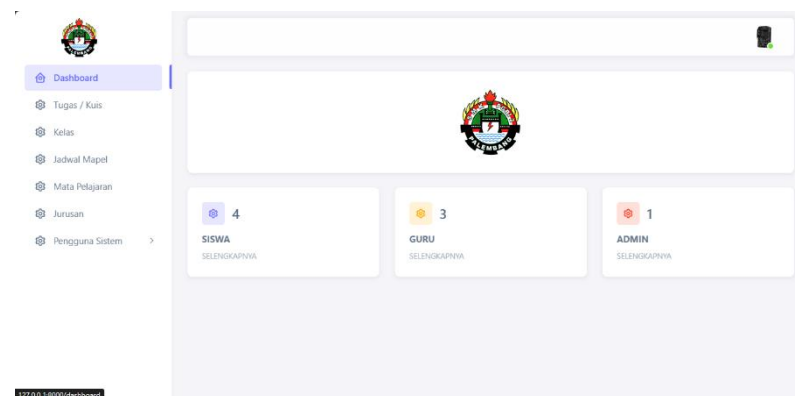 Dashboard
Tugas / Kuis
Kelas
Jadwal Mapel
Mata Pelajaran
Jurusan
Pengguna Sistem
PALEMBANG
4
SISWA
SELENGKAPNYA
3
GURU
SELENGKAPNYA
1
ADMIN
SELENGKAPNYA
127.0.0.1:8000/dashboard